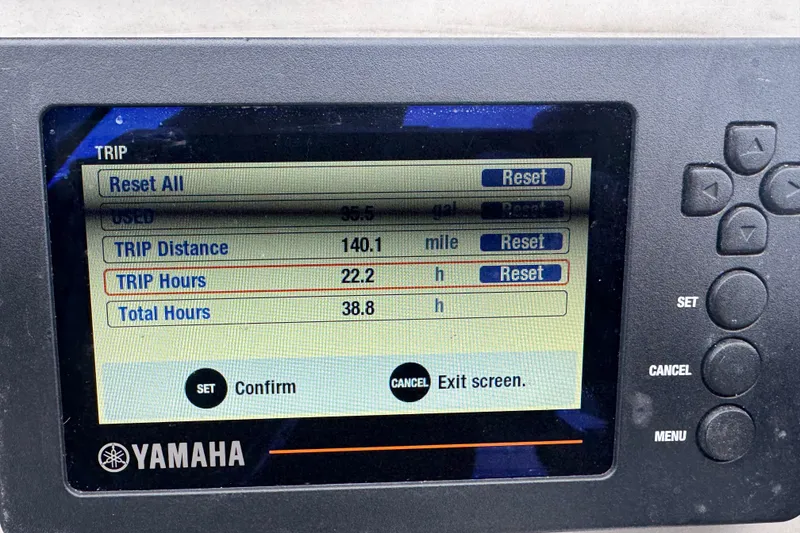 TRIP
Reset All Reset
USED 35.5 gal Reset
TRIP Distance 140.1 mile Reset
TRIP Hours 22.2 h Reset
Total Hours 38.8 h
SET Confirm CANCEL Exit screen.
YAMAHA
SET
CANCEL
MENU